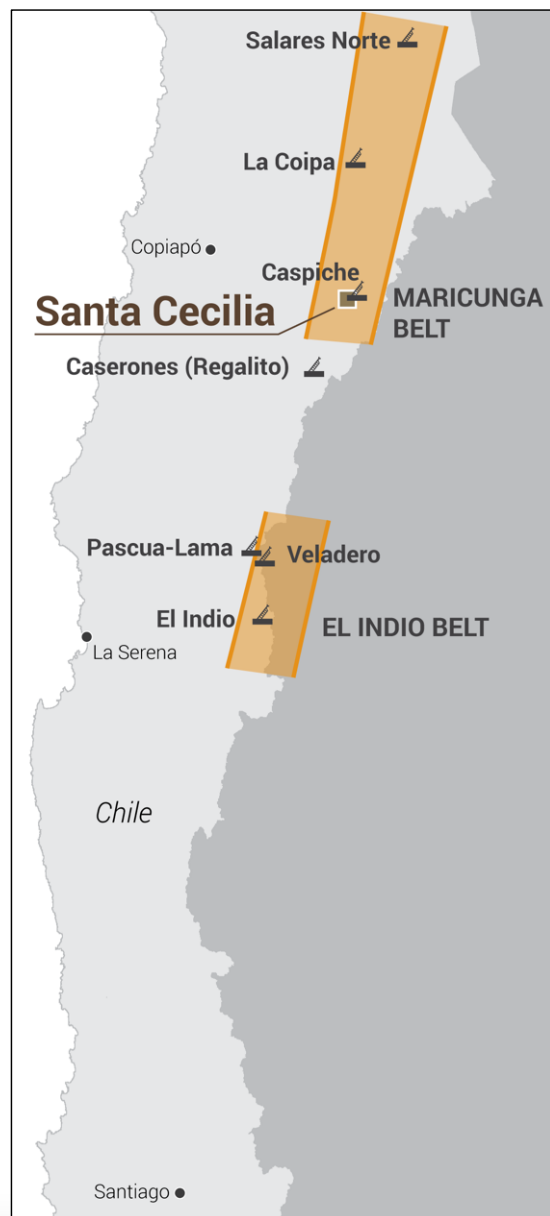 Salares Norte
La Coipa
Copiapó
Caspiche
MARICUNGA
BELT
Santa Cecilia
Caserones (Regalito)
Pascua-Lama
Veladero
El Indio
EL INDIO BELT
La Serena
Chile
Santiago